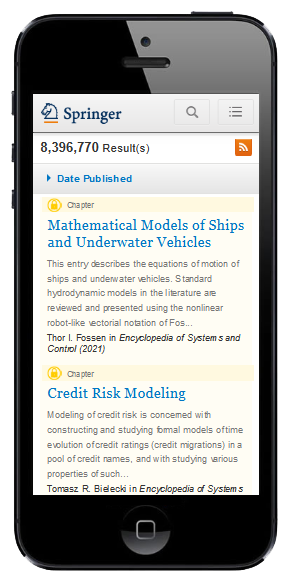 Springer
8,396,770 Result(s)
Date Published
Chapter
Mathematical Models of Ships
and Underwater Vehicles
This entry describes the equations of motion of
ships and underwater vehicles. Standard
hydrodynamic models in the literature are
reviewed and presented using the nonlinear
robot-like vectorial notation of Fos...
Thor I. Fossen in Encyclopedia of Systems and
Control (2021)
Chapter
Credit Risk Modeling
Modeling of credit risk is concerned with
constructing and studying formal models of time
evolution of credit ratings (credit migrations) in a
pool of credit names, and with studying various
properties of such...
Tomasz R. Bielecki in Encyclopedia of Systems